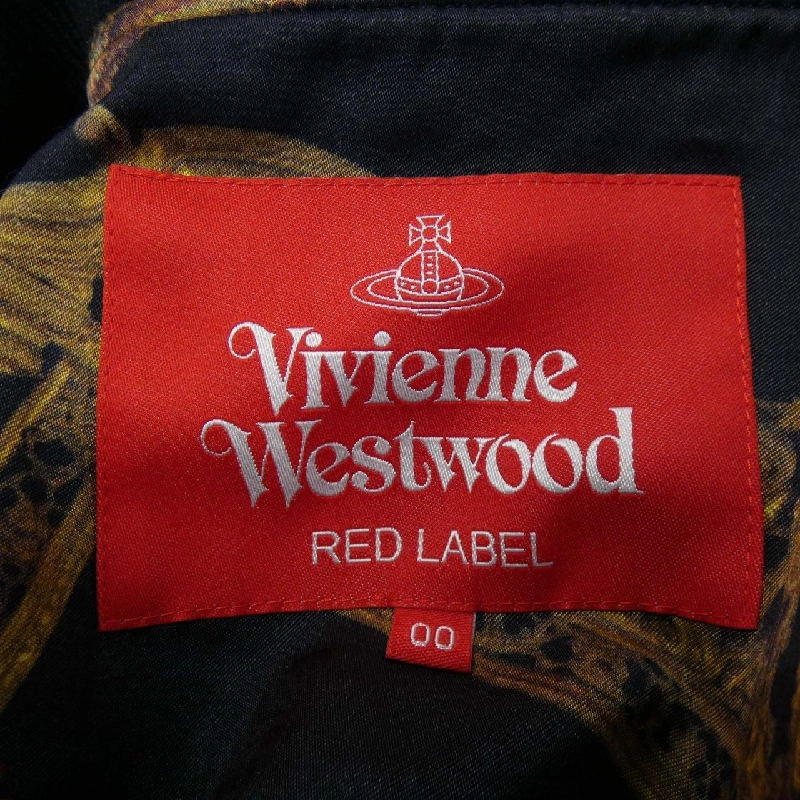 Vivienne
Westwood
RED LABEL
00